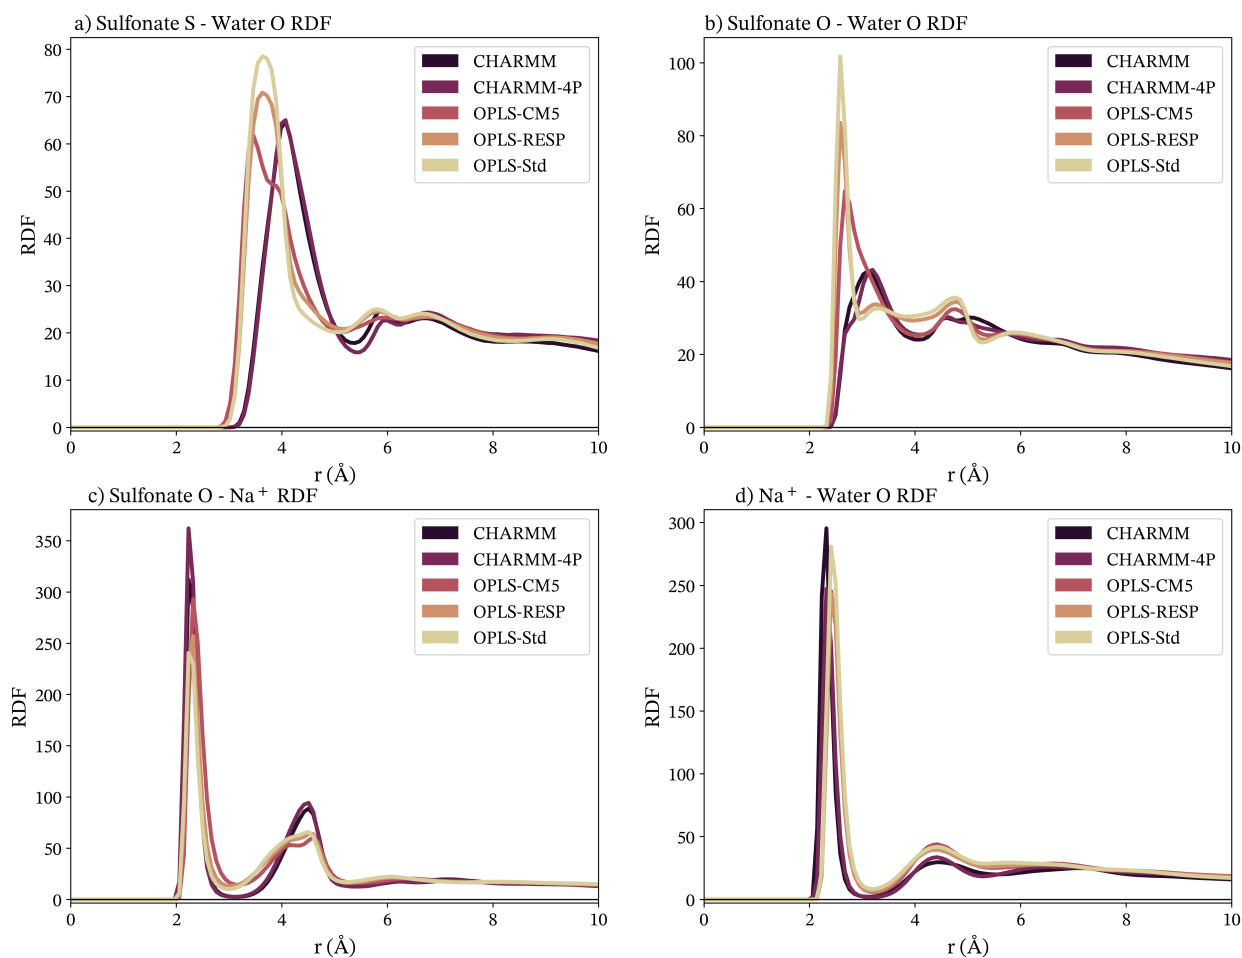 a) Sulfonate S - Water O RDF
80
70
60
50
40
30
20
10
0
RDF
0 2 4 6 8 10
r (Å)
CHARMM
CHARMM-4P
OPLS-CM5
OPLS-RESP
OPLS-Std
b) Sulfonate O - Water O RDF
100
80
60
40
20
0
RDF
0 2 4 6 8 10
r (Å)
CHARMM
CHARMM-4P
OPLS-CM5
OPLS-RESP
OPLS-Std
c) Sulfonate O - Na⁺ RDF
350
300
250
200
150
100
50
0
RDF
0 2 4 6 8 10
r (Å)
CHARMM
CHARMM-4P
OPLS-CM5
OPLS-RESP
OPLS-Std
d) Na⁺ - Water O RDF
300
250
200
150
100
50
0
RDF
0 2 4 6 8 10
r (Å)
CHARMM
CHARMM-4P
OPLS-CM5
OPLS-RESP
OPLS-Std